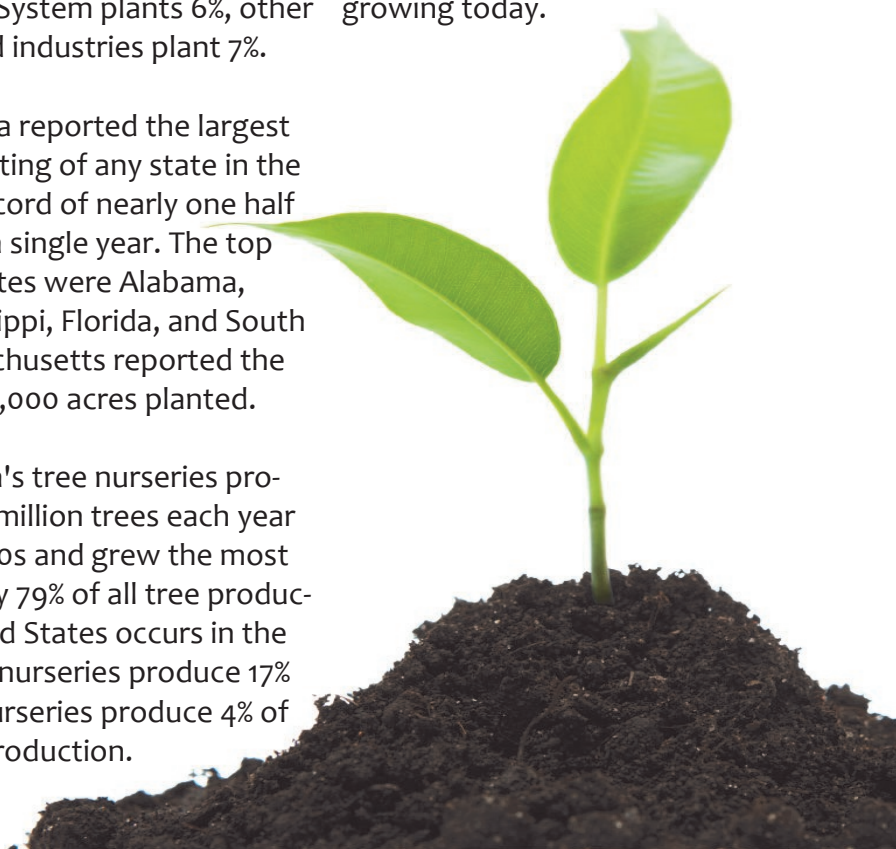 System plants 6%, other
industries plant 7%.
a reported the largest
ting of any state in the
cord of nearly one half
single year. The top
tes were Alabama,
ippi, Florida, and South
chusetts reported the
,000 acres planted.
's tree nurseries pro-
million trees each year
0s and grew the most
y 79% of all tree produc-
d States occurs in the
nurseries produce 17%
urseries produce 4% of
roduction.
growing today.